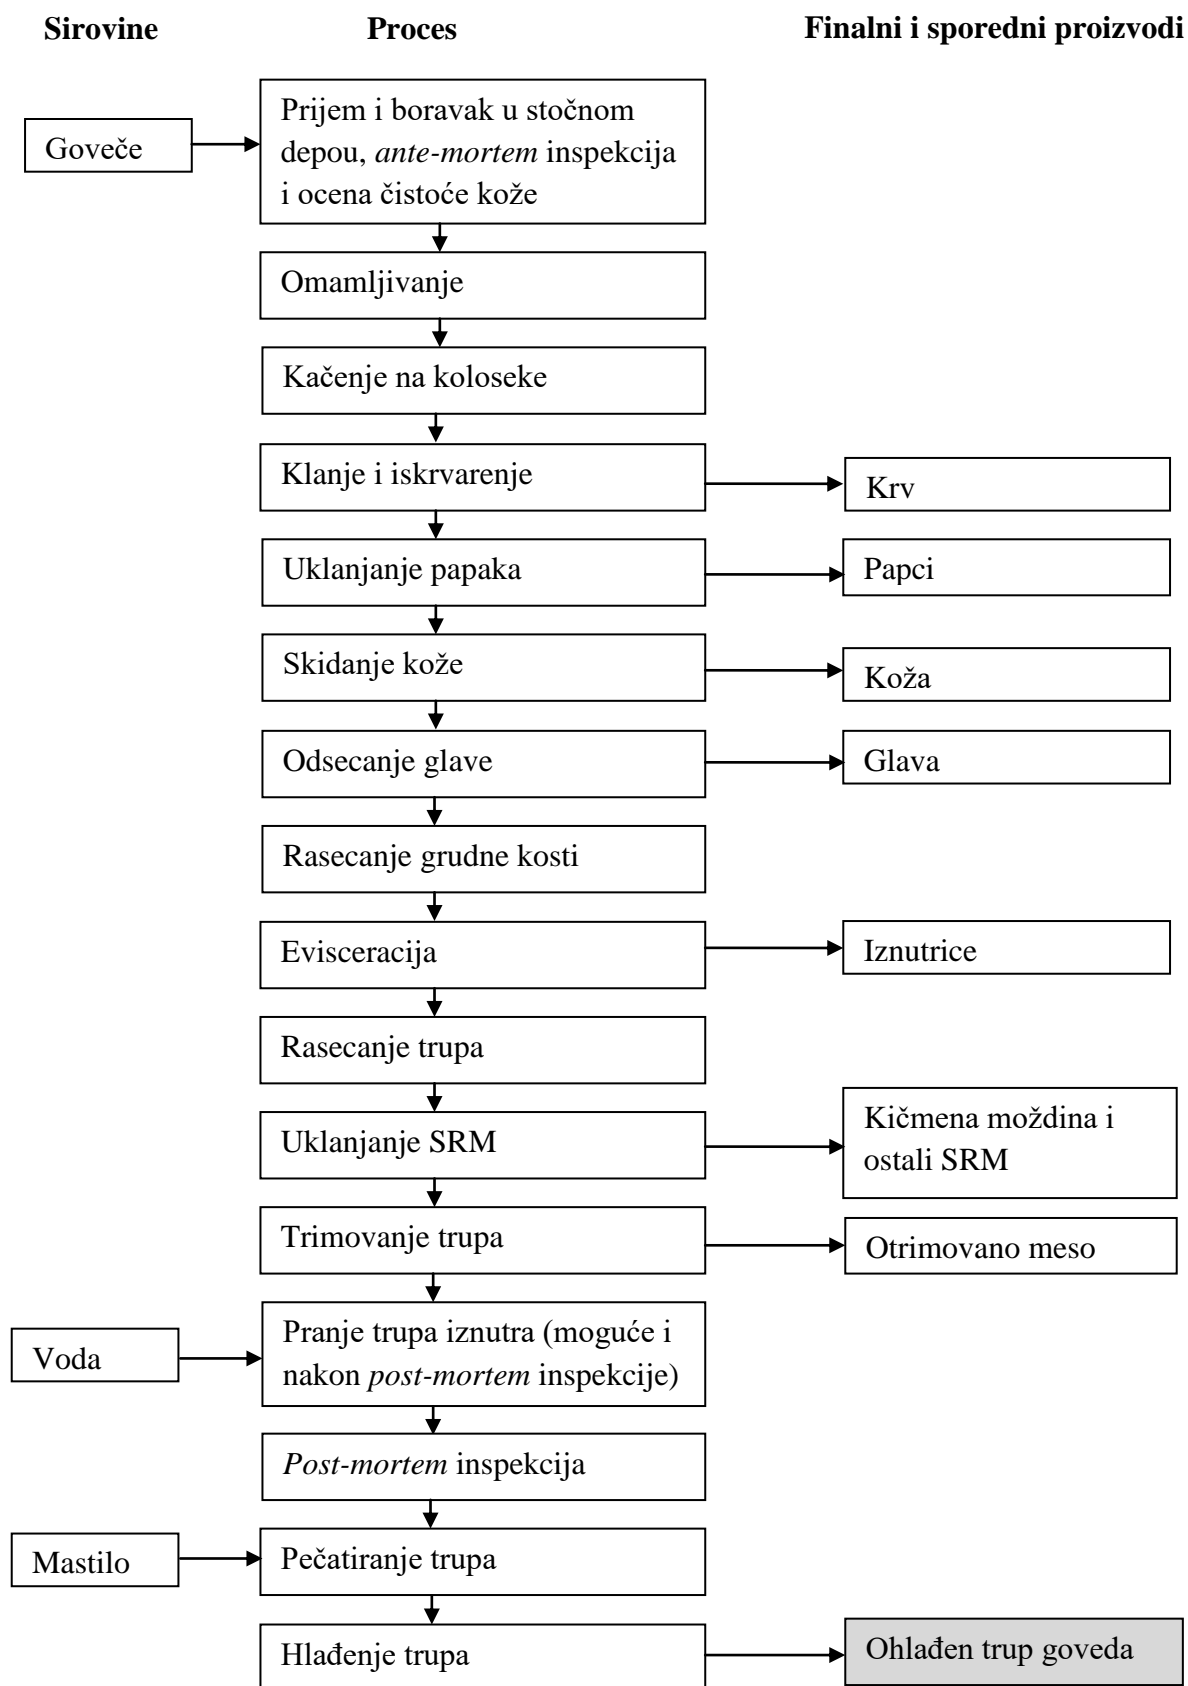 Sirovine
Proces
Finalni i sporedni proizvodi
Goveče
Prijem i boravak u stočnom
depou, ante-mortem inspekcija
i ocena čistoće kože
Omamljivanje
Kačenje na koloseke
Klanje i iskrvarenje
Krv
Uklanjanje papaka
Papci
Skidanje kože
Koža
Odsecanje glave
Glava
Rasecanje grudne kosti
Evisceracija
Iznutrice
Rasecanje trupa
Uklanjanje SRM
Kičmena moždina i
ostali SRM
Trimovanje trupa
Otrimovano meso
Voda
Pranje trupa iznutra (moguće i
nakon post-mortem inspekcije)
Post-mortem inspekcija
Mastilo
Pečatiranje trupa
Hlađenje trupa
Ohlađen trup goveda